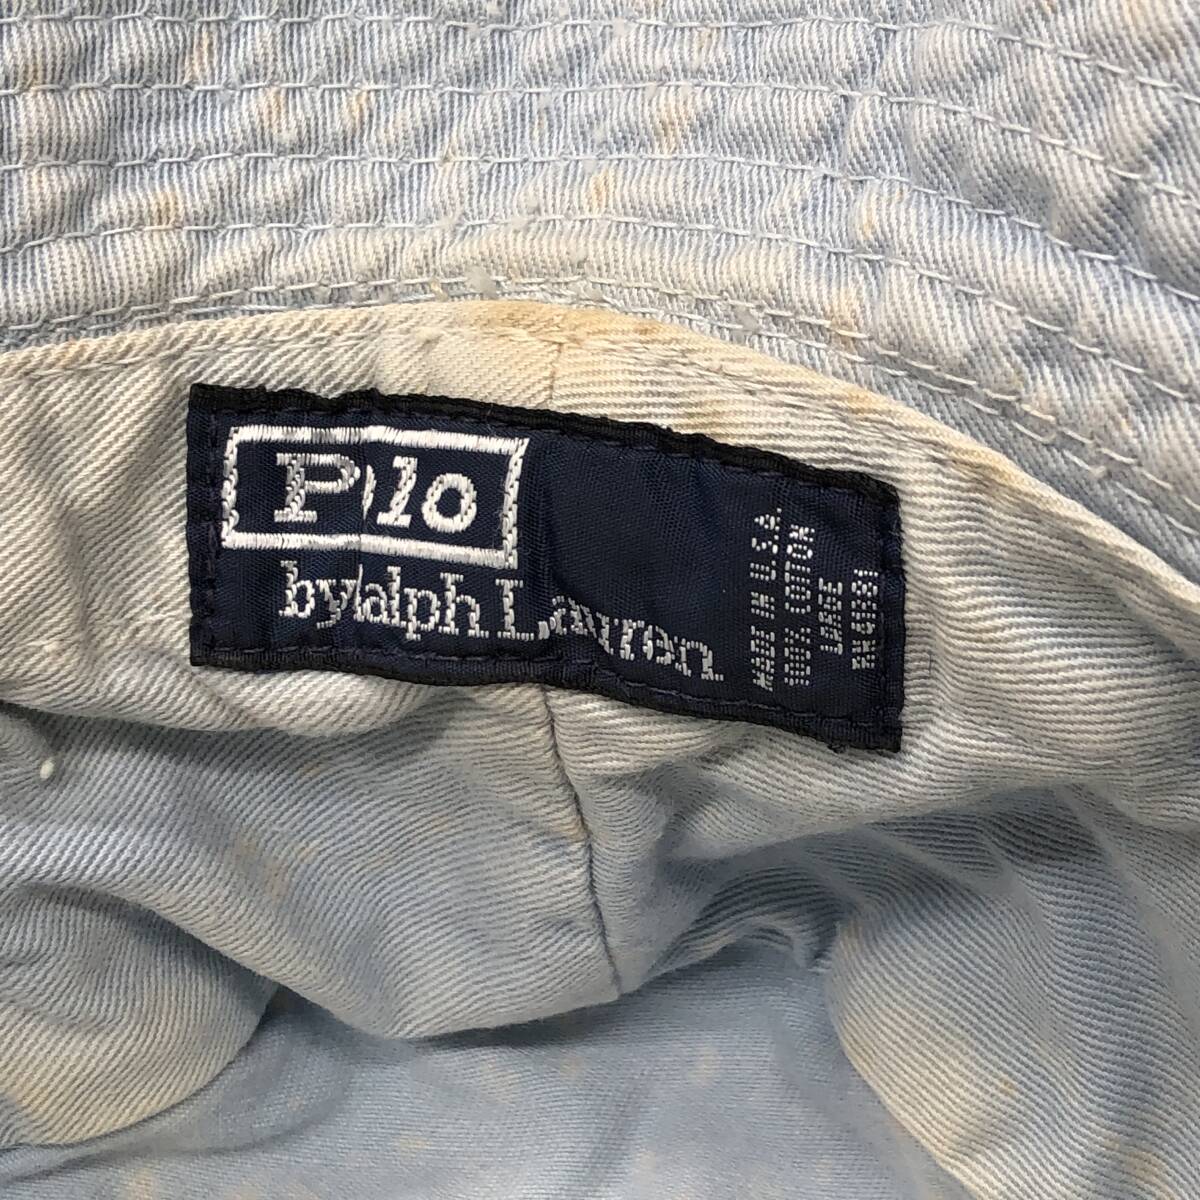 Polo
by Ralph Lauren
MADE IN U.S.A.
100% COTTON
LARGE